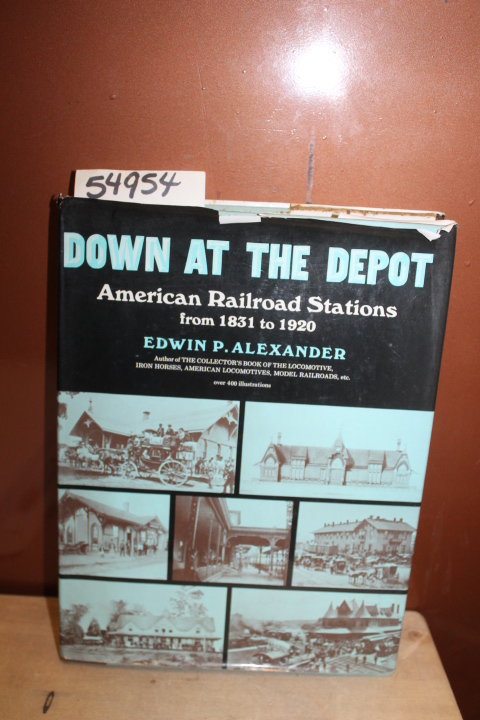 54954
DOWN AT THE DEPOT
American Railroad Stations
from 1831 to 1920
EDWIN P. ALEXANDER
Author of THE COLLECTOR'S BOOK OF THE LOCOMOTIVE,
IRON HORSES, AMERICAN LOCOMOTIVES, MODEL RAILROADS, etc.
over 400 illustrations